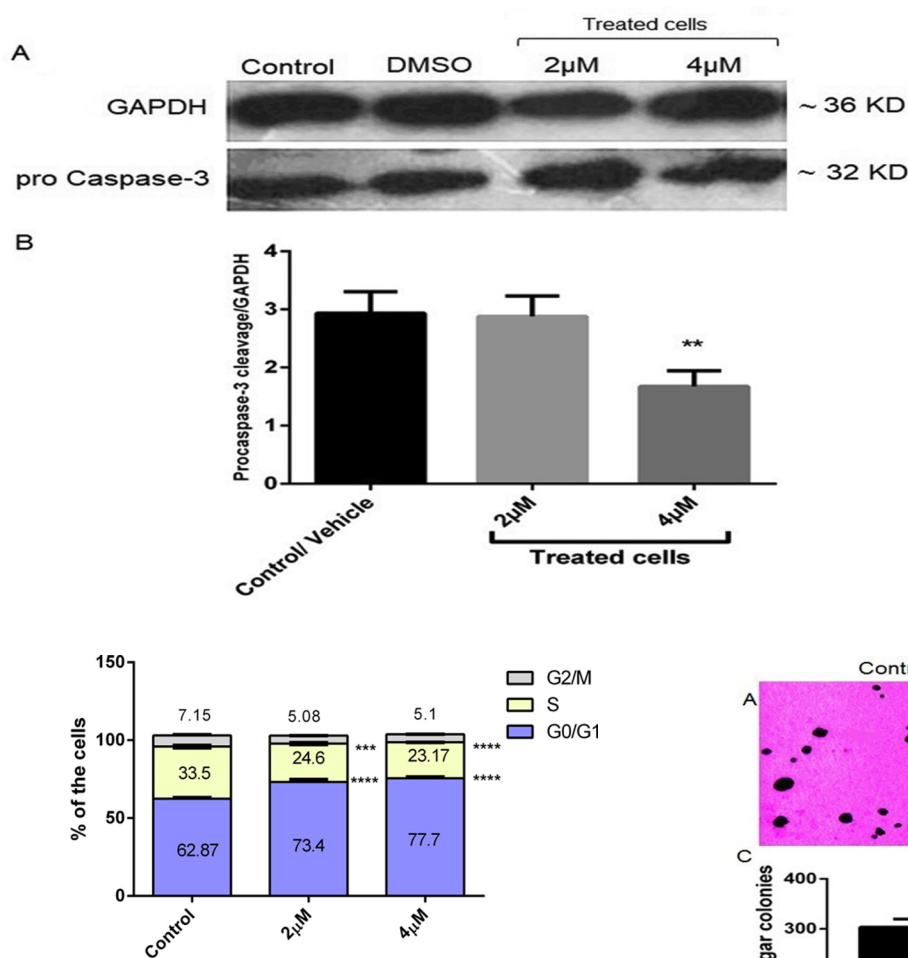 Treated cells
A
Control DMSO 2µM 4µM
GAPDH ~ 36 KD
pro Caspase-3 ~ 32 KD
B
Procaspase-3 cleavage/GAPDH
4
3
2
1
0
**
Control/ Vehicle
2µM
4µM
Treated cells
% of the cells
150
100
50
0
7.15 5.08 5.1
33.5 24.6 *** 23.17 ****
**** ****
62.87 73.4 77.7
Control
2µM
4µM
G2/M
S
G0/G1
Contr
A
C
gar colonies
400
300